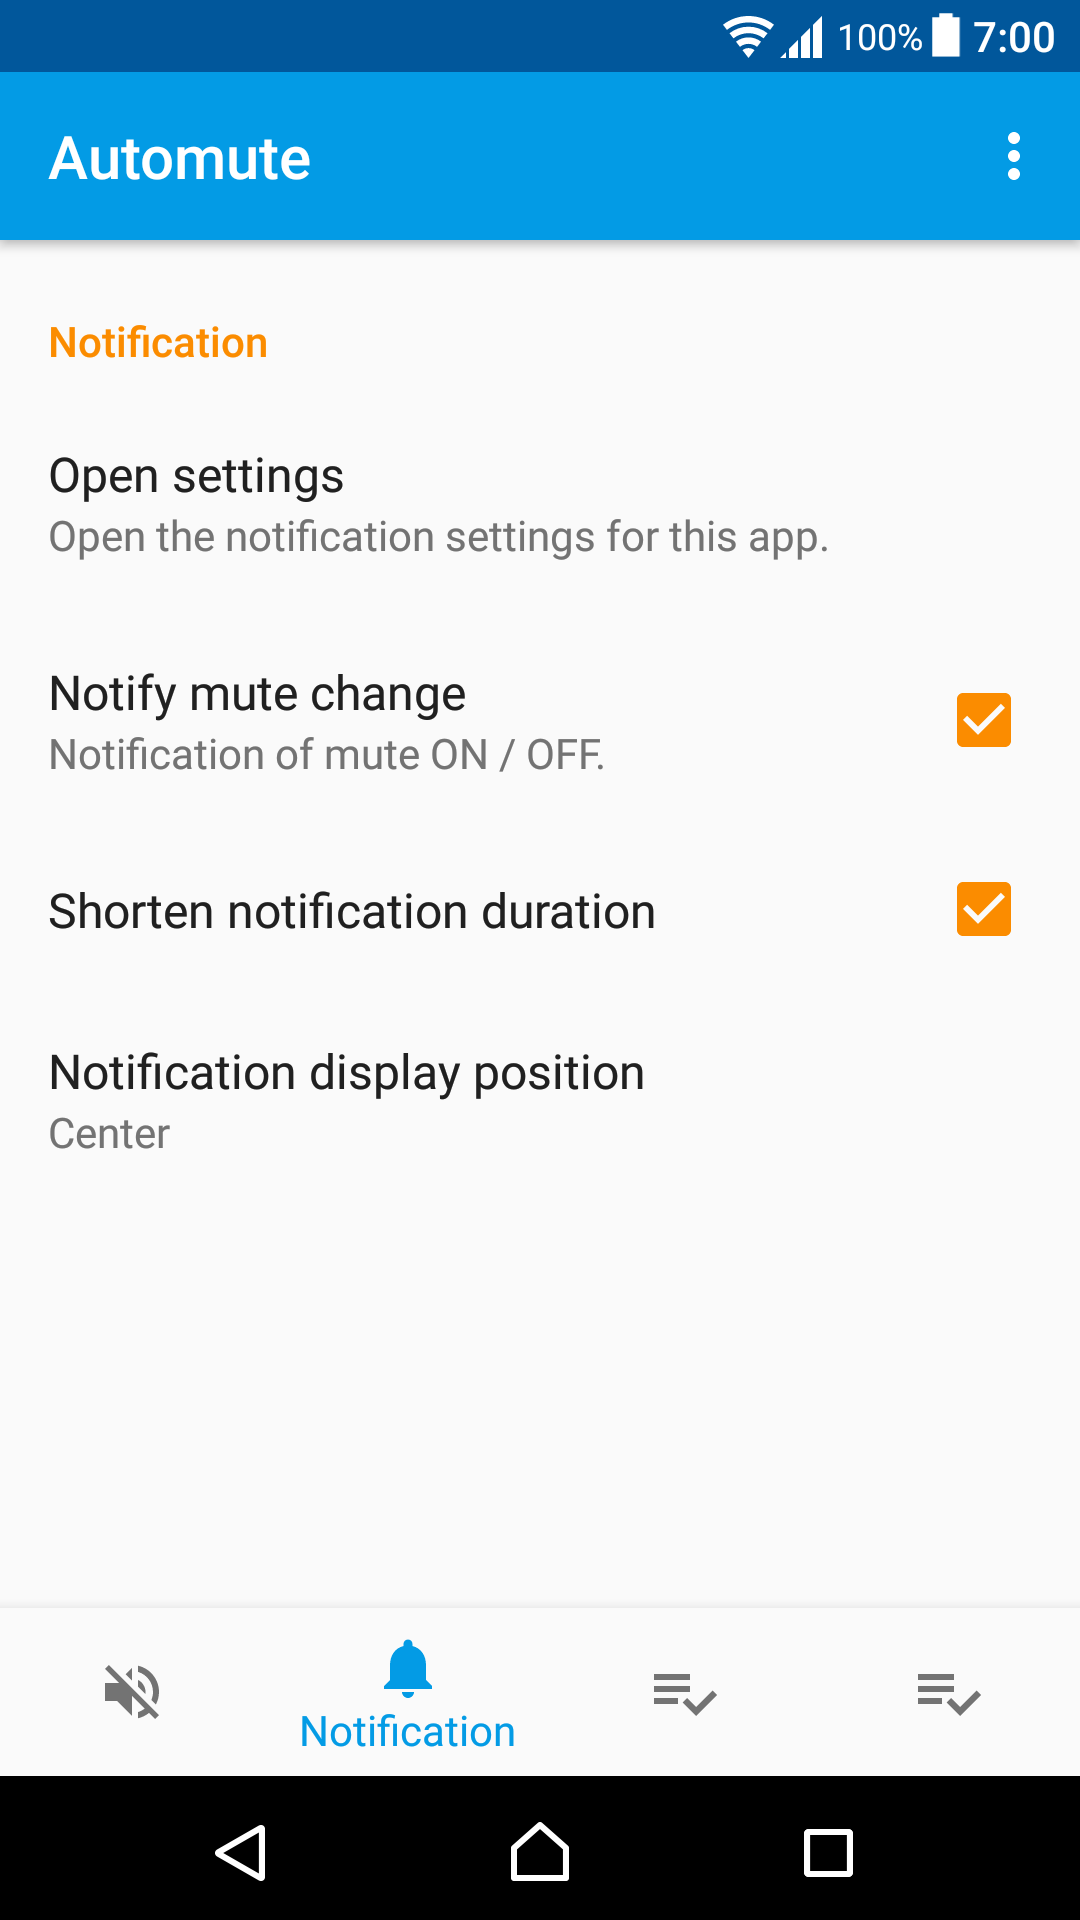 100% 7:00
Automute
Notification
Open settings
Open the notification settings for this app.
Notify mute change
Notification of mute ON / OFF.
Shorten notification duration
Notification display position
Center
Notification